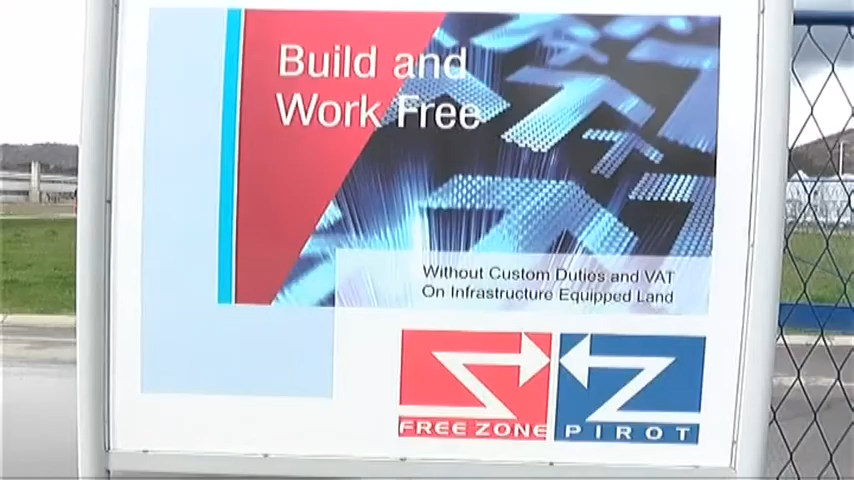 Build and
Work Free
Without Custom Duties and VAT
On Infrastructure Equipped Land
FREE ZONE PIROT